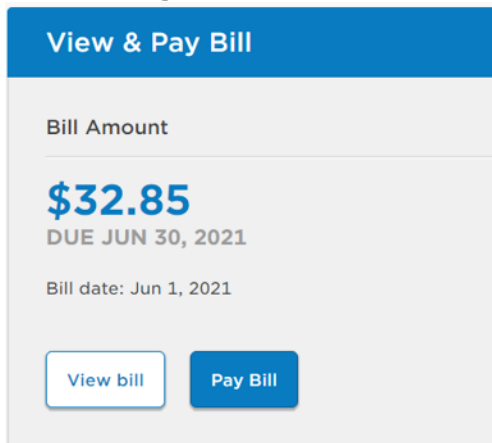 View & Pay Bill
Bill Amount
$32.85
DUE JUN 30, 2021
Bill date: Jun 1, 2021
View bill Pay Bill